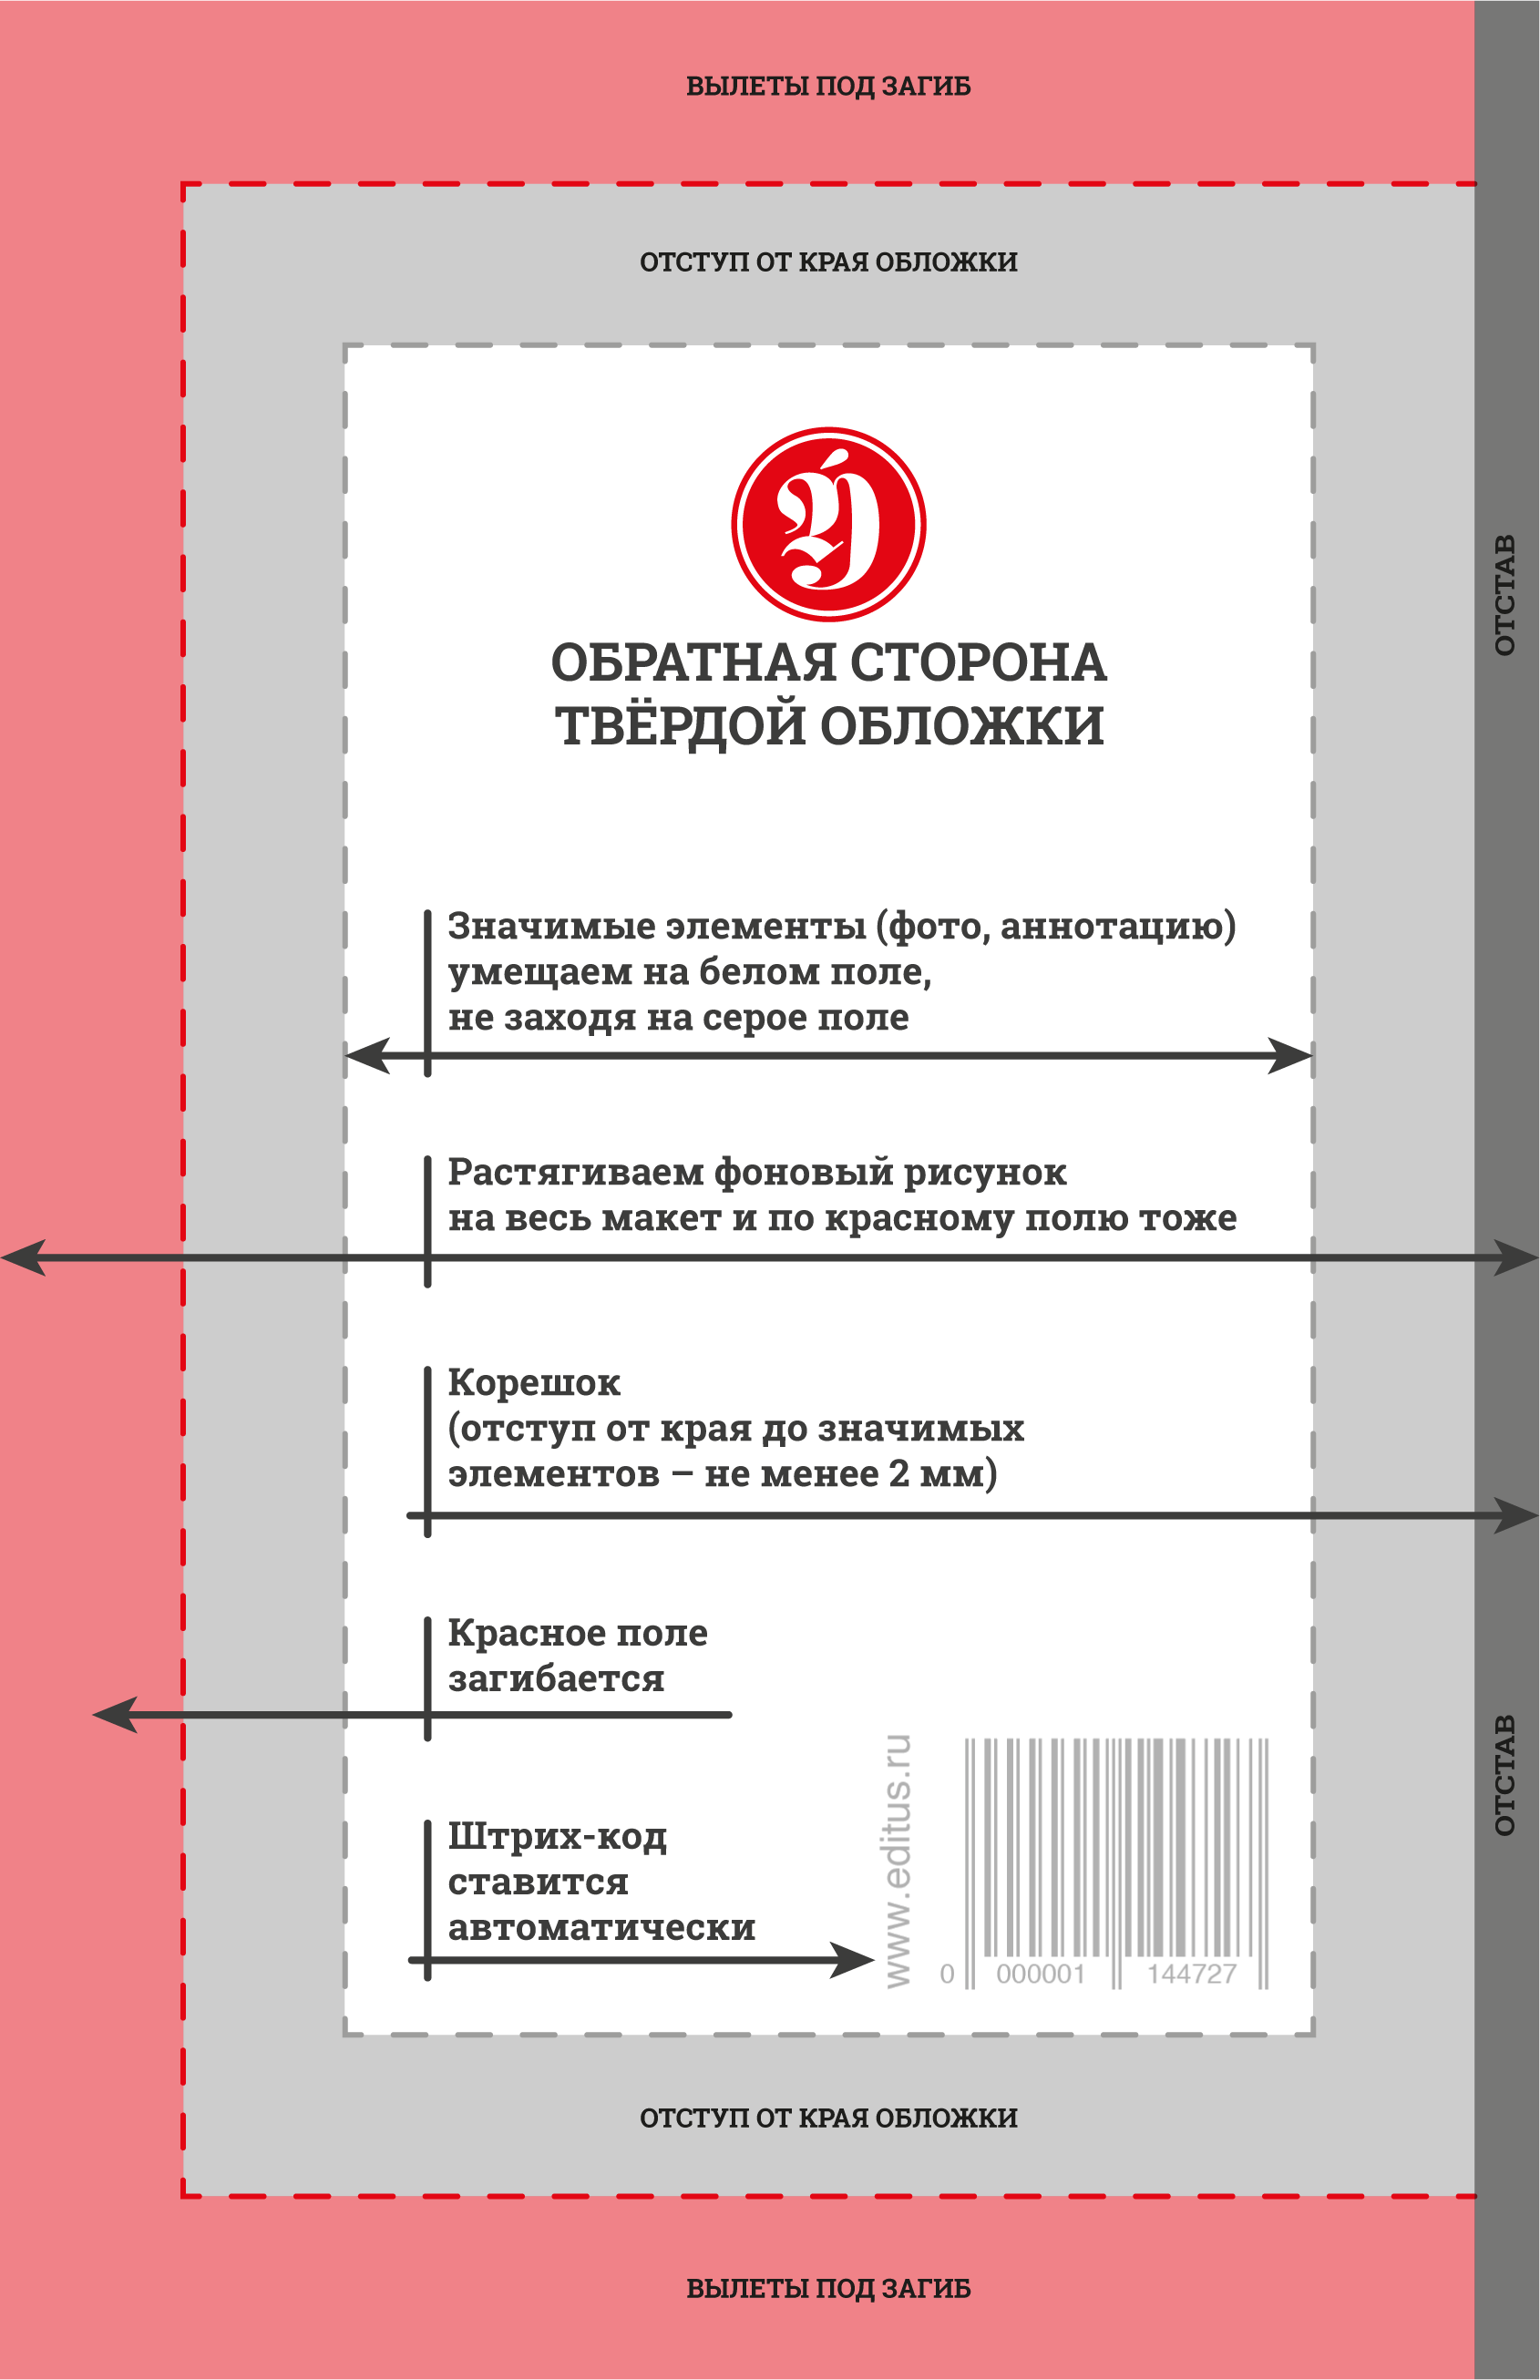 ВЫЛЕТЫ ПОД ЗАГИБ
ОТСТУП ОТ КРАЯ ОБЛОЖКИ
ОБРАТНАЯ СТОРОНА
ТВЁРДОЙ ОБЛОЖКИ
ОТСТАВ
Значимые элементы (фото, аннотацию)
умещаем на белом поле,
не заходя на серое поле
Растягиваем фоновый рисунок
на весь макет и по красному полю тоже
Корешок
(отступ от края до значимых
элементов – не менее 2 мм)
Красное поле
загибается
Штрих-код
ставится
автоматически
www.editus.ru
0 000001 144727
ОТСТАВ
ОТСТУП ОТ КРАЯ ОБЛОЖКИ
ВЫЛЕТЫ ПОД ЗАГИБ